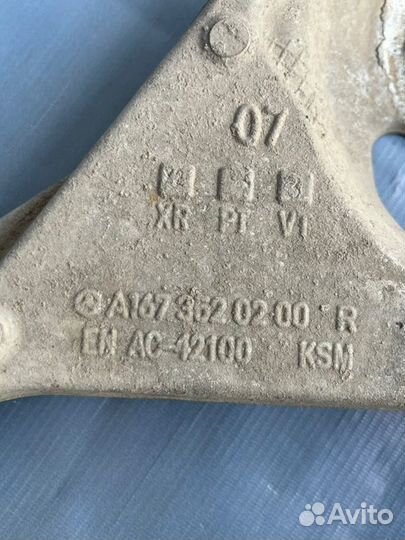 07
XR PT V1
A167 352 02 00 R
EN AC-42100 KSM
Avito